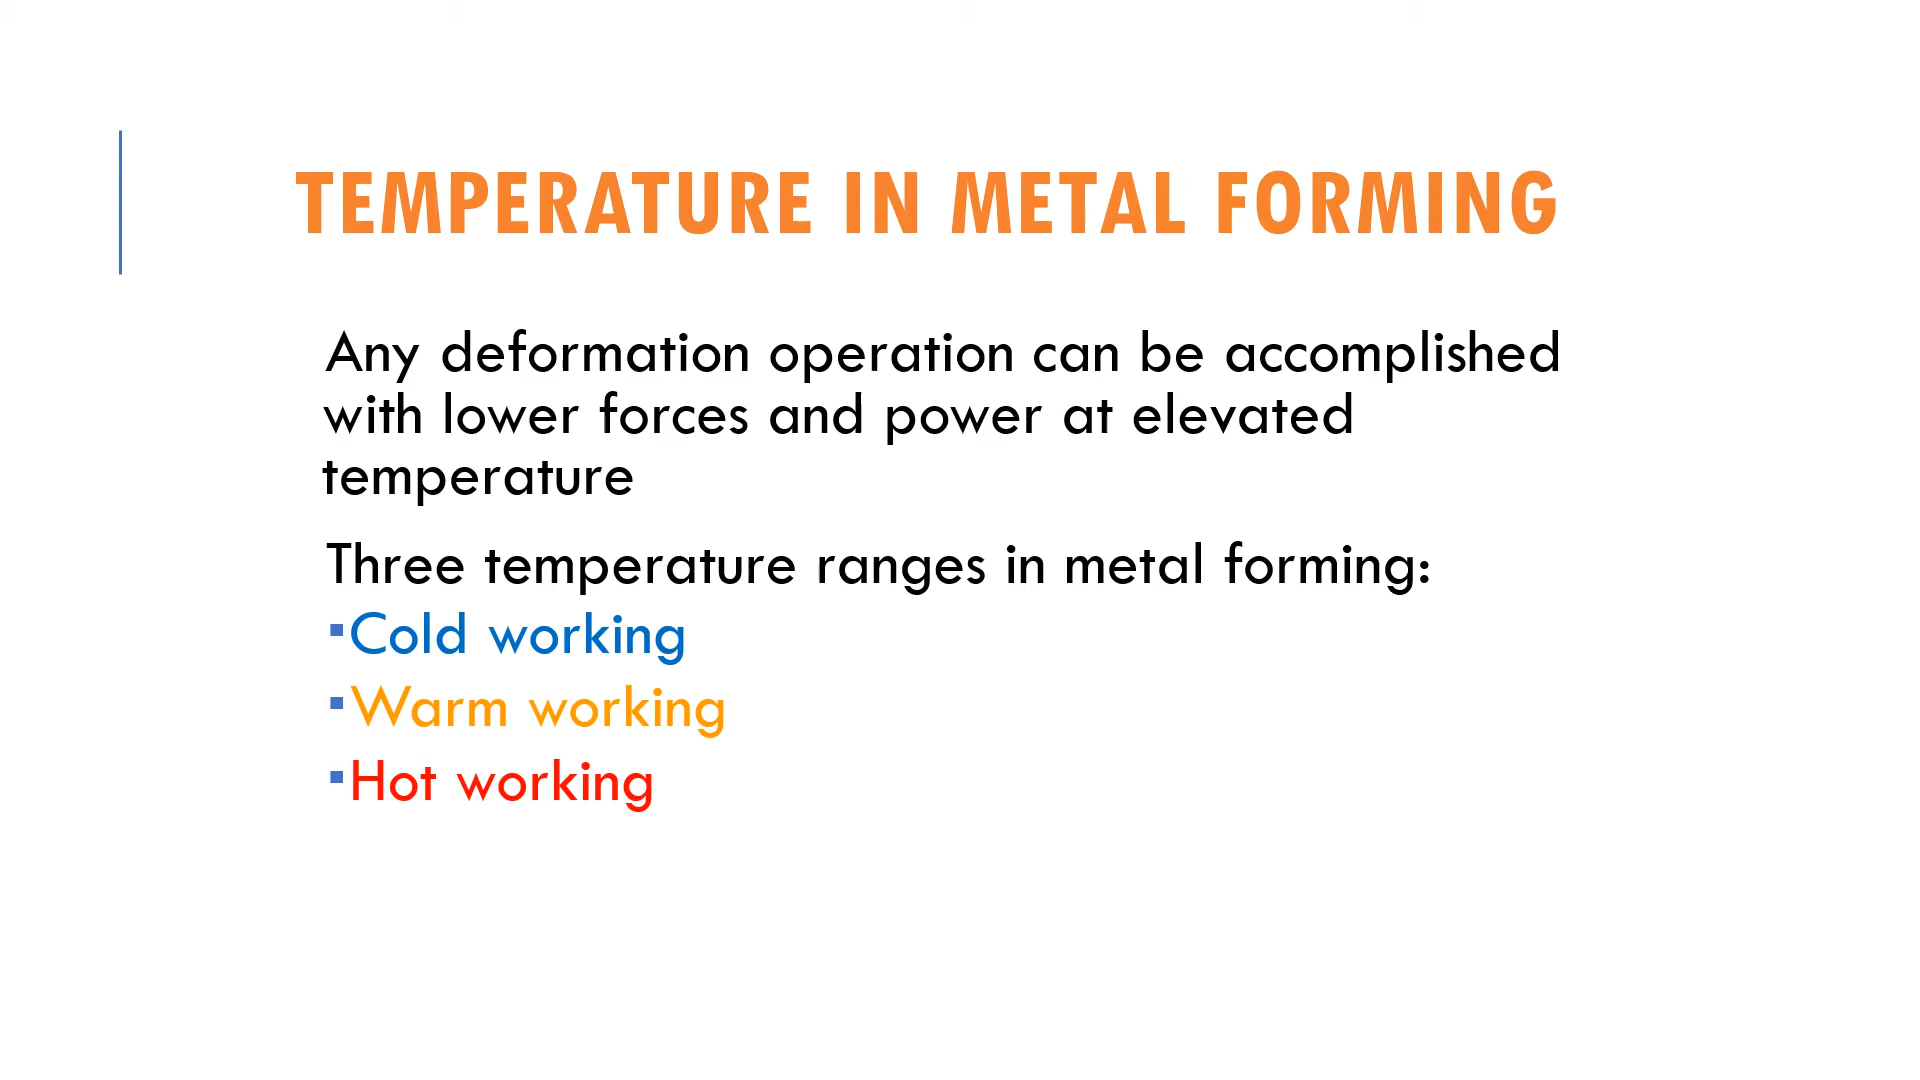 TEMPERATURE IN METAL FORMING
Any deformation operation can be accomplished
with lower forces and power at elevated
temperature
Three temperature ranges in metal forming:
▪Cold working
▪Warm working
▪Hot working